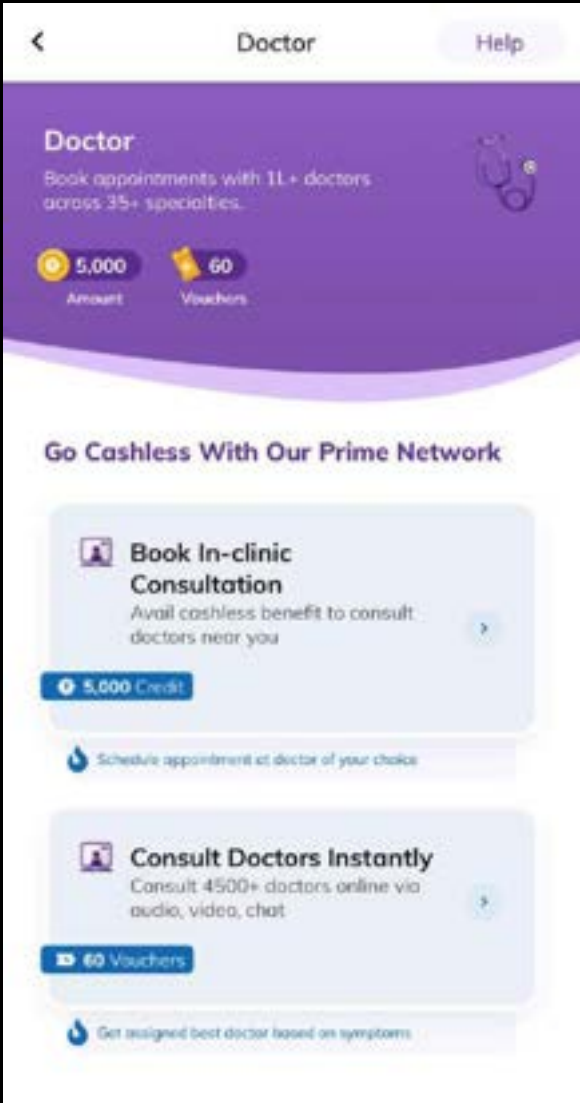 Doctor
Help
Doctor
Book appointments with 1L+ doctors
across 35+ specialties.
5,000
60
Amount
Vouchers
Go Cashless With Our Prime Network
Book In-clinic
Consultation
Avail cashless benefit to consult
doctors near you
5,000 Credit
Schedule appointment at doctor of your choice
Consult Doctors Instantly
Consult 4500+ doctors online via
audio, video, chat
60 Vouchers
Get assigned best doctor based on symptoms